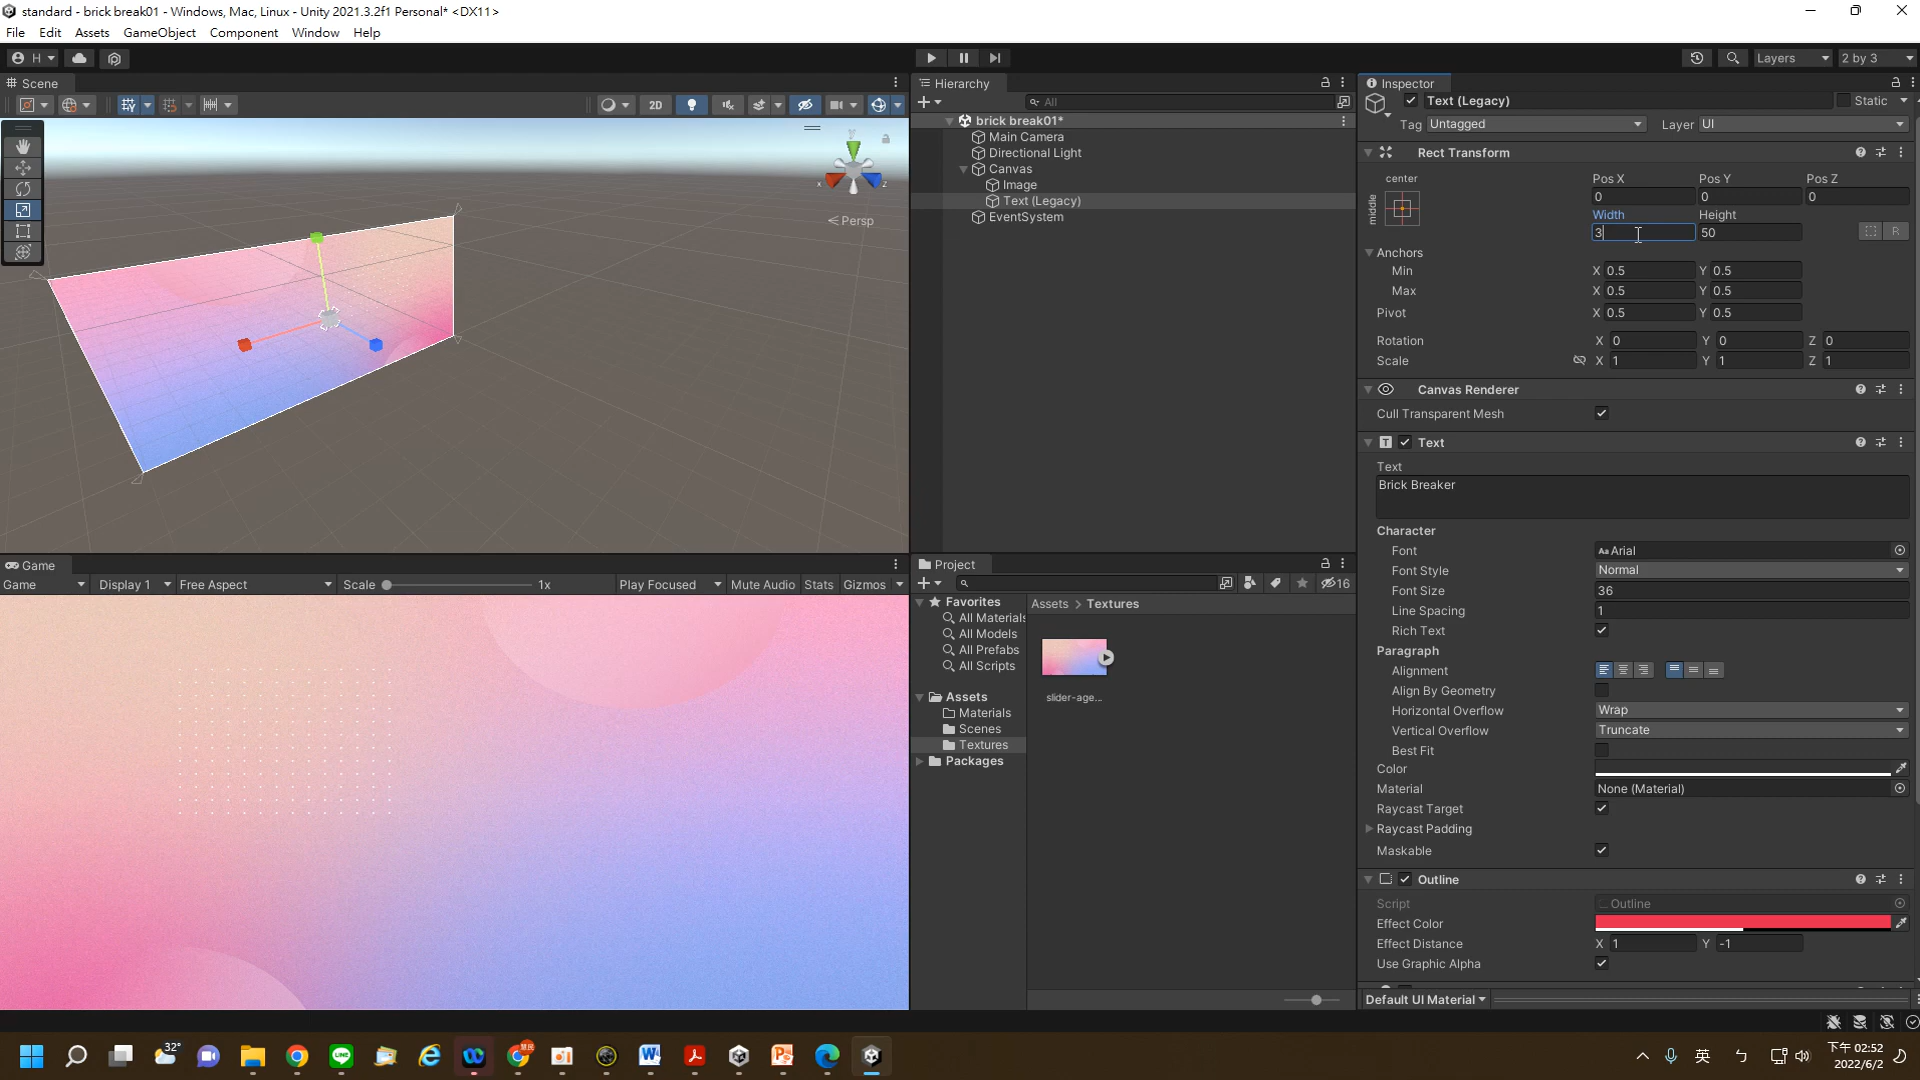 standard - brick break01 - Windows, Mac, Linux - Unity 2021.3.2f1 Personal* <DX11>
File Edit Assets GameObject Component Window Help
H Layers 2 by 3
Scene
2D
y
x z
Persp
Hierarchy
All
brick break01*
Main Camera
Directional Light
Canvas
Image
Text (Legacy)
EventSystem
Inspector
Text (Legacy) Static
Tag Untagged Layer UI
Rect Transform
center Pos X Pos Y Pos Z
middle 0 0 0
Width Height
3 50 R
Anchors
Min X 0.5 Y 0.5
Max X 0.5 Y 0.5
Pivot X 0.5 Y 0.5
Rotation X 0 Y 0 Z 0
Scale X 1 Y 1 Z 1
Canvas Renderer
Cull Transparent Mesh
Text
Text
Brick Breaker
Character
Font Aa Arial
Font Style Normal
Font Size 36
Line Spacing 1
Rich Text
Paragraph
Alignment
Align By Geometry
Horizontal Overflow Wrap
Vertical Overflow Truncate
Best Fit
Color
Material None (Material)
Raycast Target
Raycast Padding
Maskable
Outline
Script Outline
Effect Color
Effect Distance X 1 Y -1
Use Graphic Alpha
Default UI Material
Game
Game Display 1 Free Aspect Scale 1x Play Focused Mute Audio Stats Gizmos
Project
16
Favorites
All Materials
All Models
All Prefabs
All Scripts
Assets
Materials
Scenes
Textures
Packages
Assets > Textures
slider-age...
32°
LINE
英
下午 02:52
2022/6/2